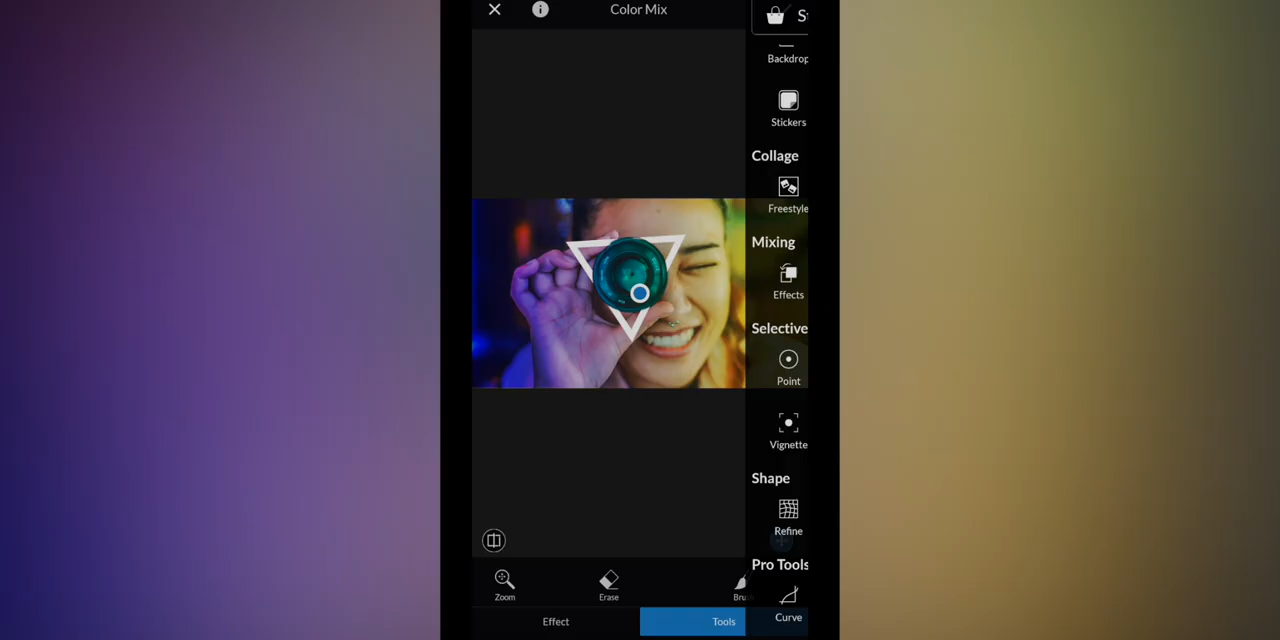 Color Mix
Backdrop
Stickers
Collage
Freestyle
Mixing
Effects
Selective
Point
Vignette
Shape
Refine
Pro Tools
Curve
Zoom
Erase
Effect
Tools